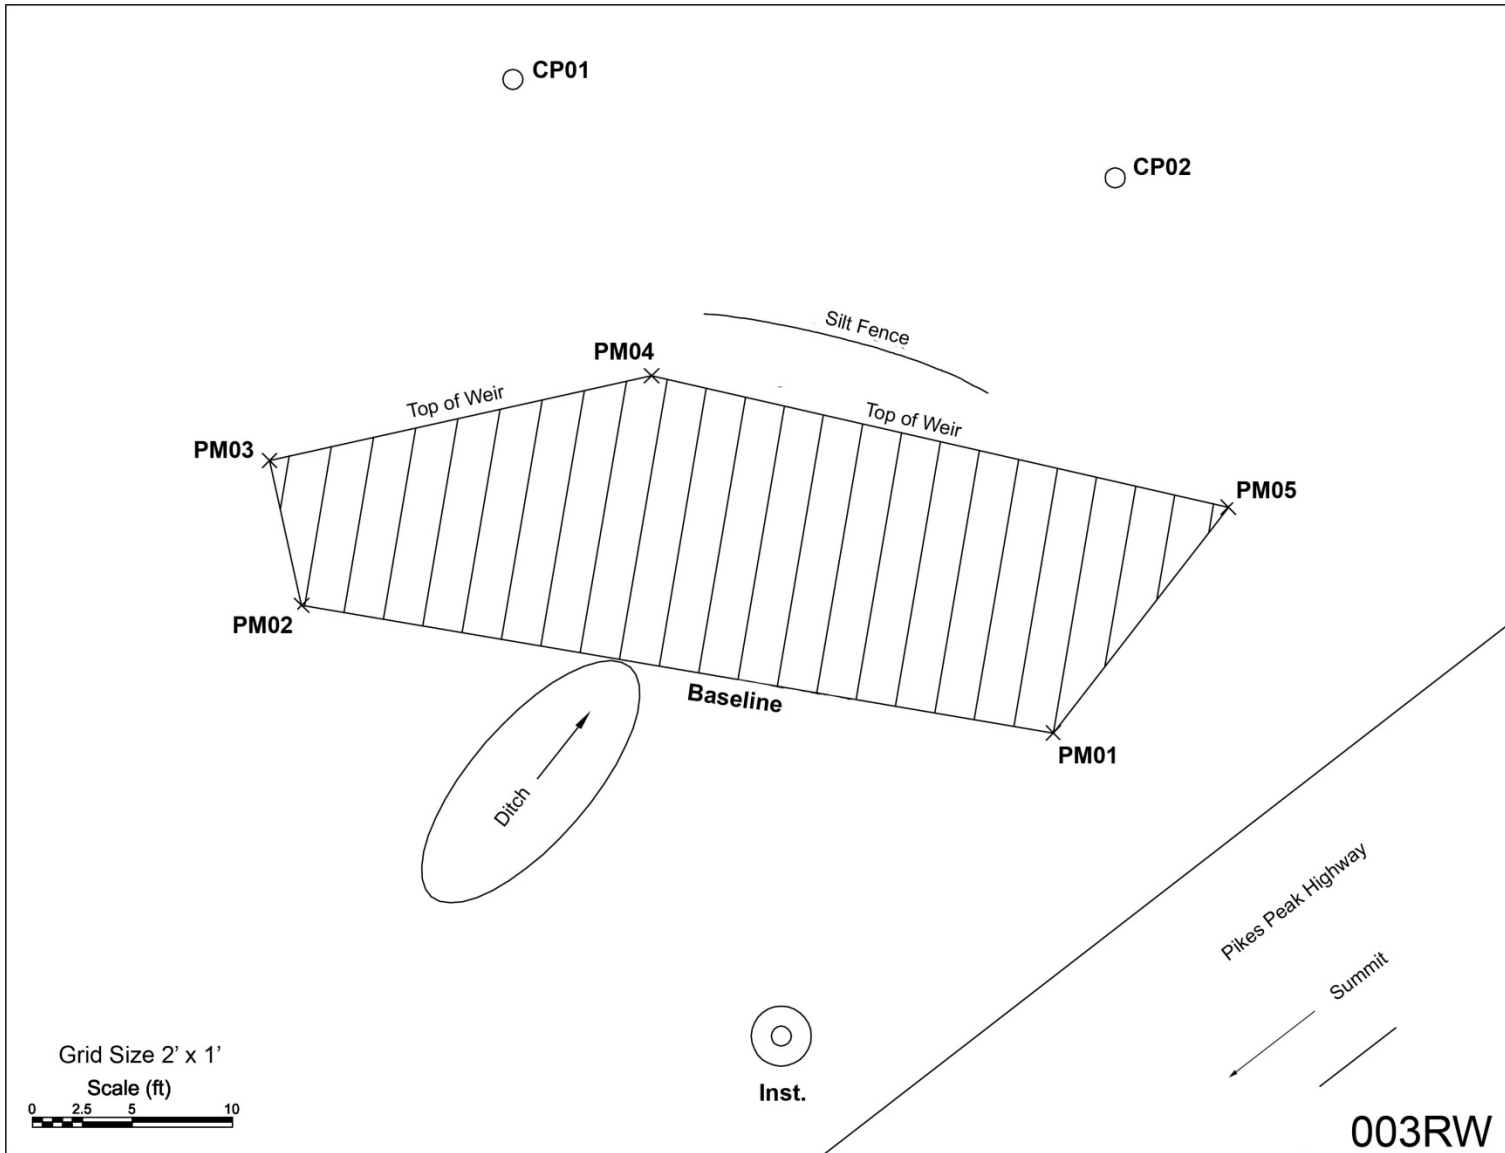 CP01
CP02
Silt Fence
PM04
Top of Weir
Top of Weir
PM03
PM05
PM02
Baseline
PM01
Ditch
Pikes Peak Highway
Summit
Grid Size 2' x 1'
Scale (ft)
0 2.5 5 10
Inst.
003RW